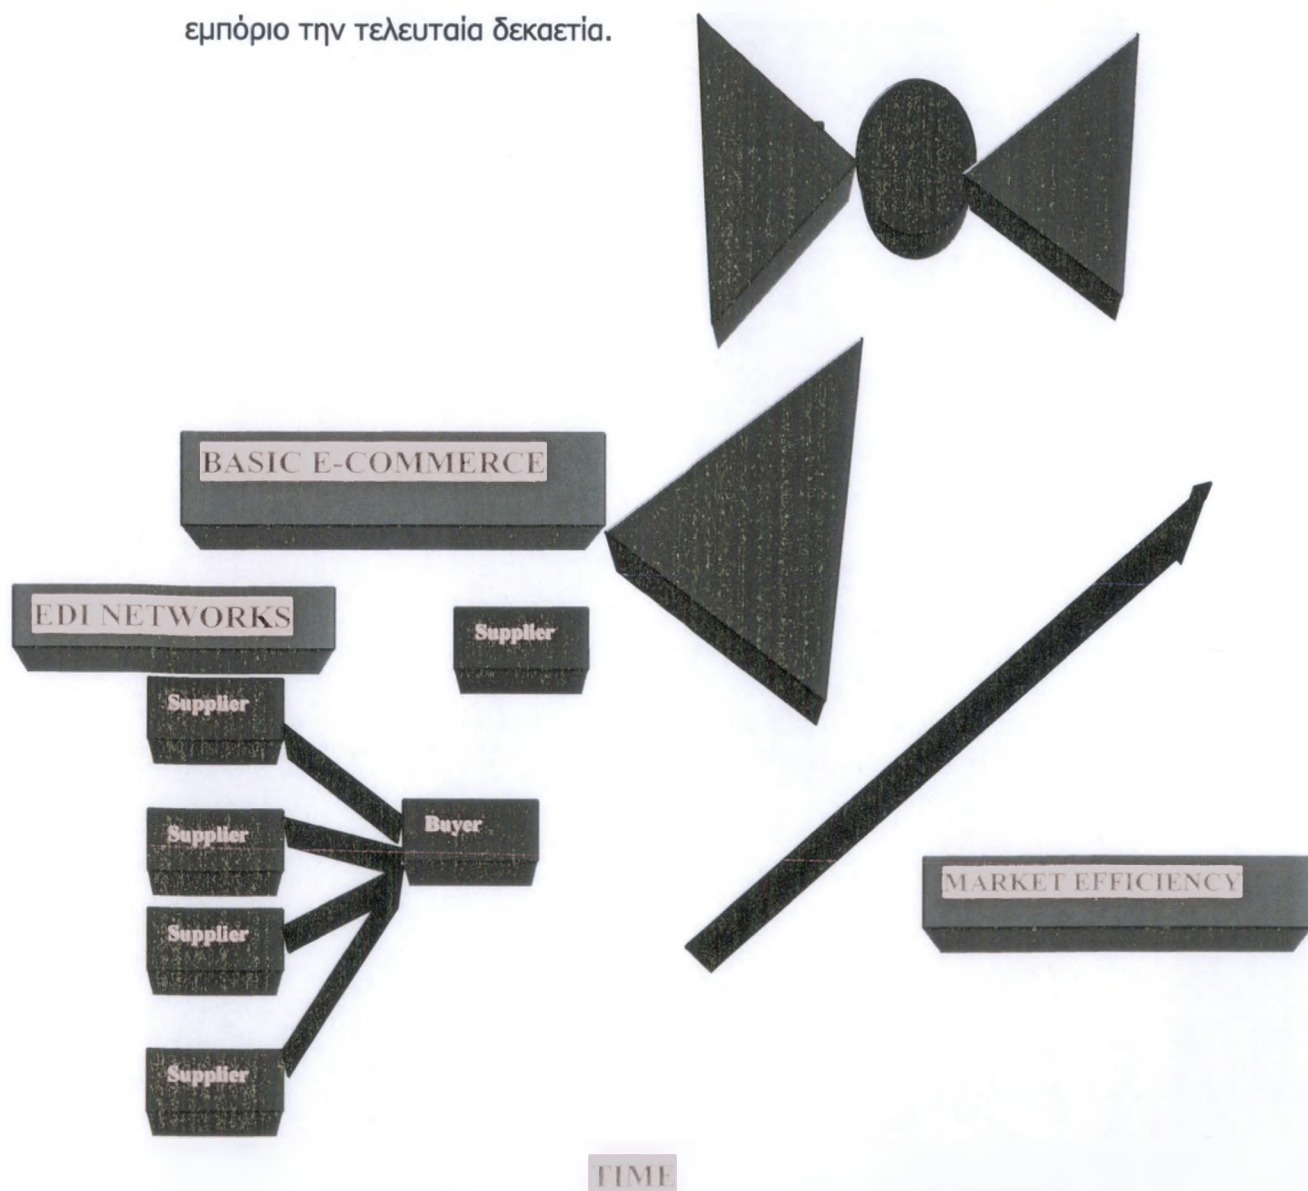 εμπόριο την τελευταία δεκαετία.
BASIC E-COMMERCE
EDI NETWORKS
Supplier
Supplier
Supplier
Buyer
Supplier
Supplier
MARKET EFFICIENCY
TIME